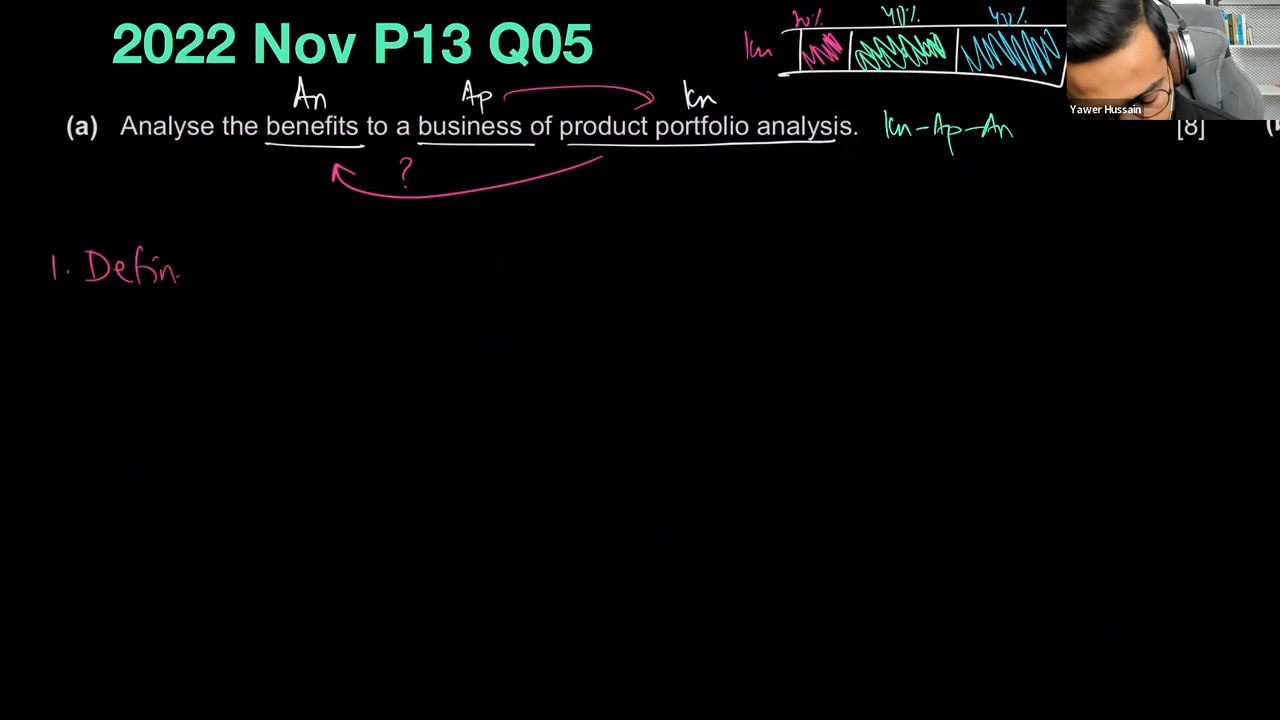 2022 Nov P13 Q05
20% 40% 40%
Kn
Yawer Hussain
An Ap Kn
(a) Analyse the benefits to a business of product portfolio analysis. Kn-Ap-An [8] (
?
1. Defin